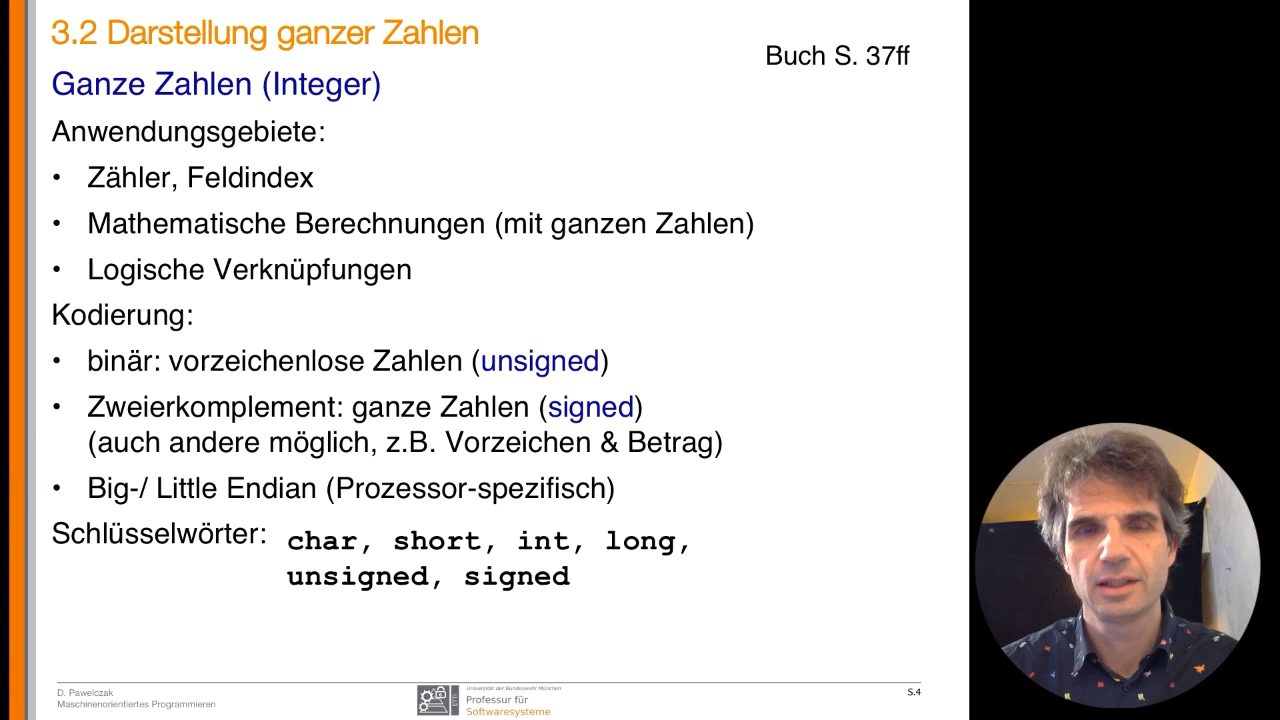 3.2 Darstellung ganzer Zahlen
Buch S. 37ff
Ganze Zahlen (Integer)
Anwendungsgebiete:
• Zähler, Feldindex
• Mathematische Berechnungen (mit ganzen Zahlen)
• Logische Verknüpfungen
Kodierung:
• binär: vorzeichenlose Zahlen (unsigned)
• Zweierkomplement: ganze Zahlen (signed)
(auch andere möglich, z.B. Vorzeichen & Betrag)
• Big-/ Little Endian (Prozessor-spezifisch)
Schlüsselwörter: char, short, int, long,
unsigned, signed
D. Pawelczak
Maschinenorientiertes Programmieren
ETTI
Universität der Bundeswehr München
Professur für
Softwaresysteme
S.4